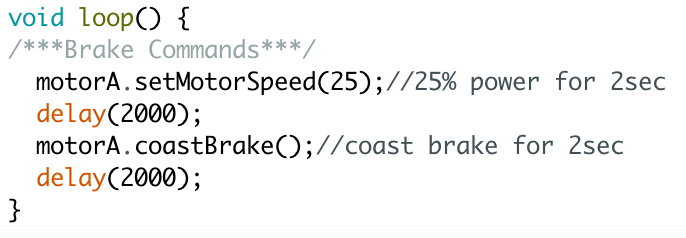 void loop() {
/***Brake Commands***/
  motorA.setMotorSpeed(25);//25% power for 2sec
  delay(2000);
  motorA.coastBrake();//coast brake for 2sec
  delay(2000);
}